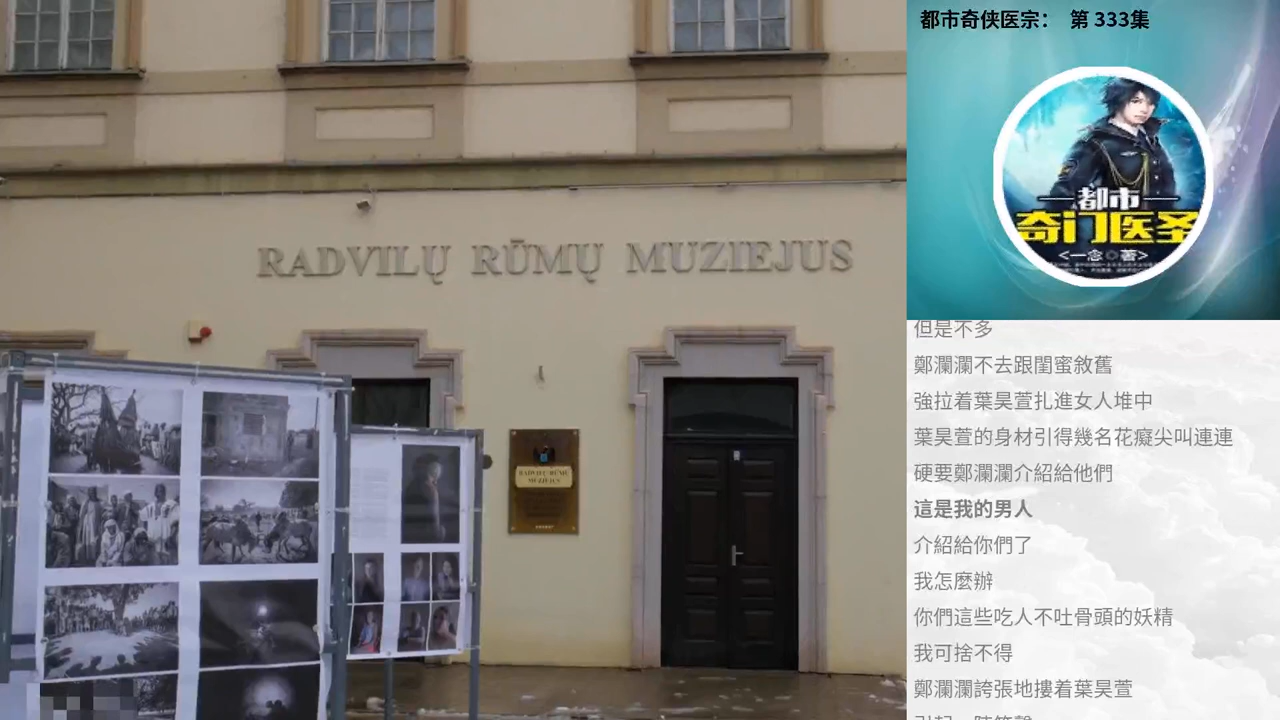 RADVILŲ RŪMŲ MUZIEJUS
RADVILŲ RŪMŲ
MUZIEJUS
都市奇侠医宗： 第 333集
都市
奇门医圣
<一念◎著>
但是不多
鄭瀾瀾不去跟閨蜜敘舊
強拉着葉昊萱扎進女人堆中
葉昊萱的身材引得幾名花癡尖叫連連
硬要鄭瀾瀾介紹給他們
這是我的男人
介紹給你們了
我怎麼辦
你們這些吃人不吐骨頭的妖精
我可捨不得
鄭瀾瀾誇張地摟着葉昊萱